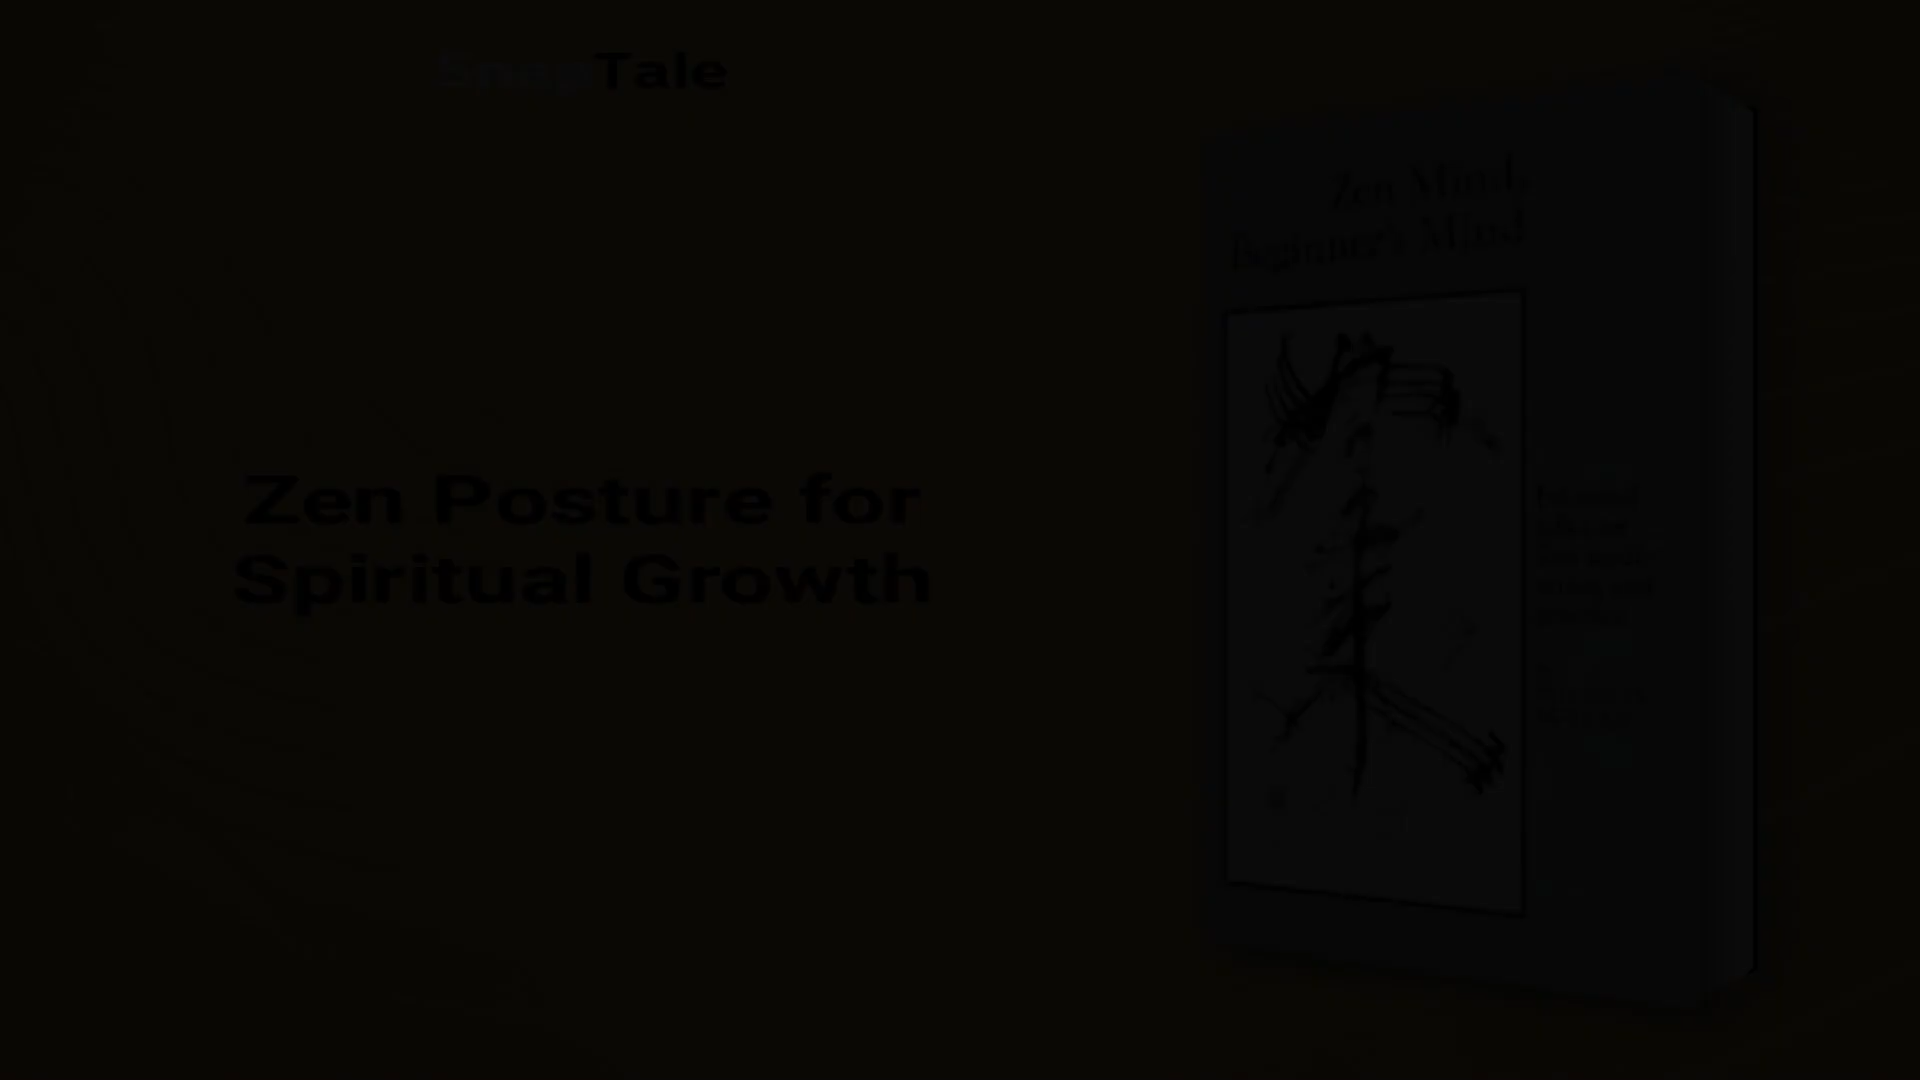 SnapTale
Zen Posture for
Spiritual Growth
Zen Mind,
Beginner's Mind